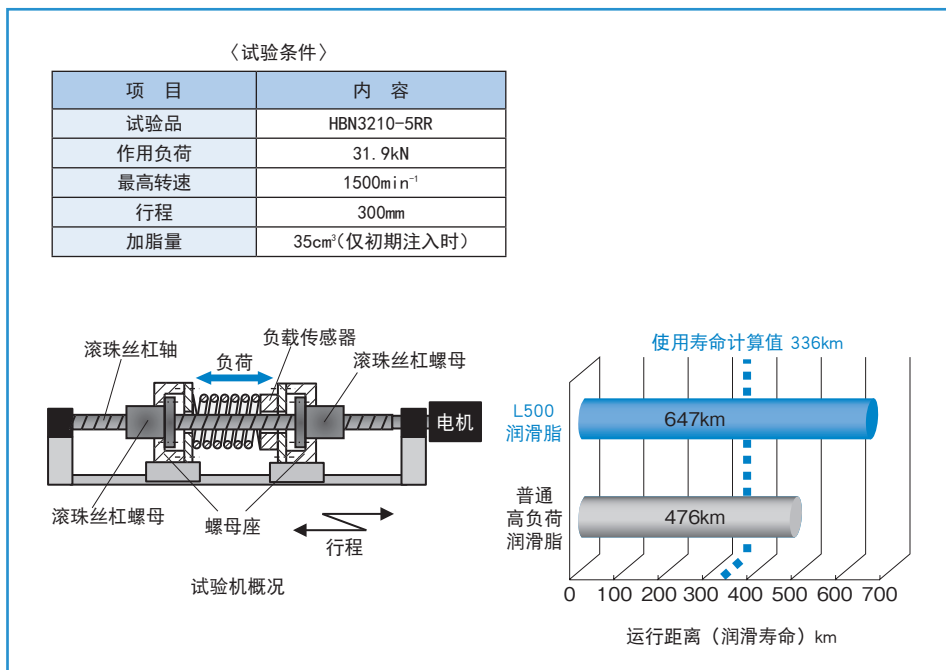 〈试验条件〉
项 目 内 容
试验品 HBN3210-5RR
作用负荷 31.9kN
最高转速 1500min⁻¹
行程 300mm
加脂量 35cm³(仅初期注入时)
滚珠丝杠轴
负荷
负载传感器
滚珠丝杠螺母
电机
滚珠丝杠螺母
螺母座
行程
试验机概况
使用寿命计算值 336km
L500
润滑脂
647km
普通
高负荷
润滑脂
476km
0 100 200 300 400 500 600 700
运行距离（润滑寿命）km